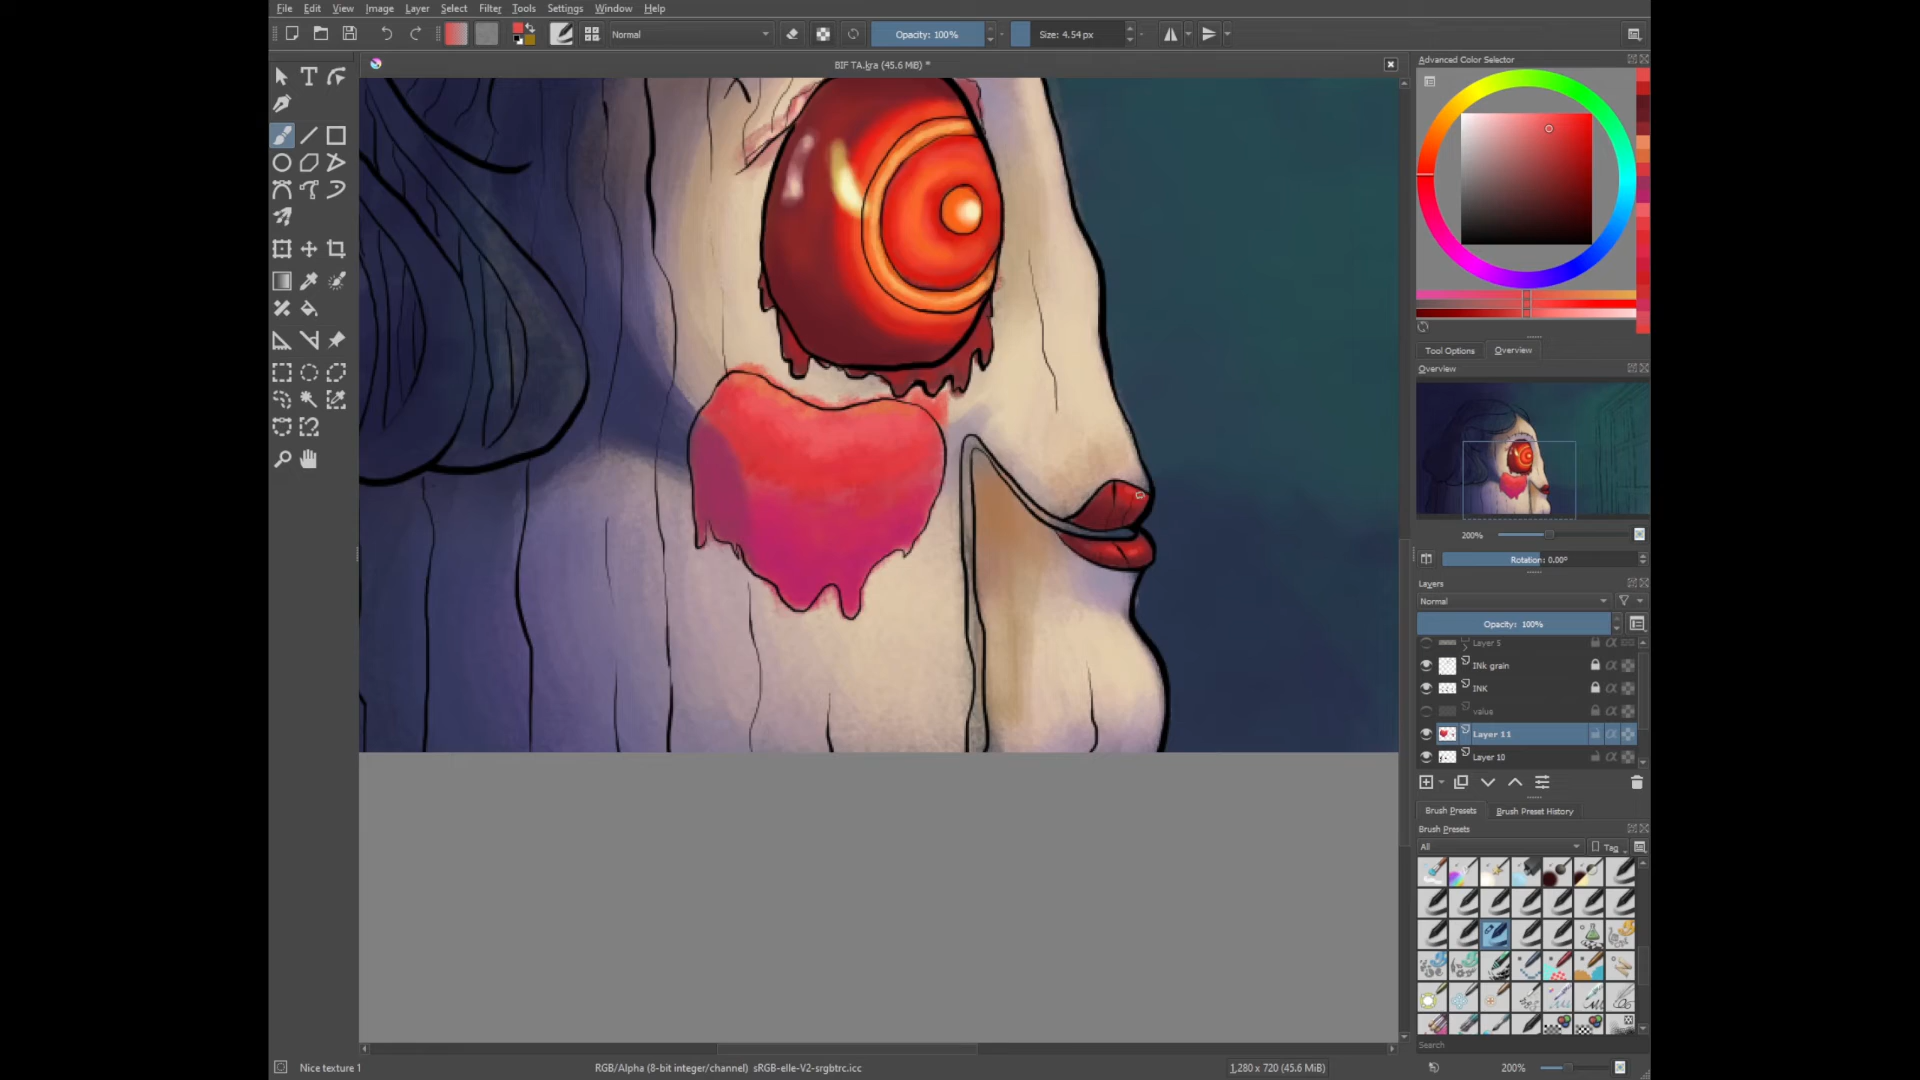 File Edit View Image Layer Select Filter Tools Settings Window Help
Normal
Opacity: 100%
Size: 4.54 px
BIF TA.kra (45.6 MiB) *
Advanced Color Selector
Tool Options Overview
Overview
200%
Rotation: 0.00°
Layers
Normal
Opacity: 100%
Layer 5
INk grain
INK
value
Layer 11
Layer 10
Brush Presets Brush Preset History
Brush Presets
All
Tag
Search
Nice texture 1
RGB/Alpha (8-bit integer/channel) sRGB-elle-V2-srgbtrc.icc
1,280 x 720 (45.6 MiB)
200%